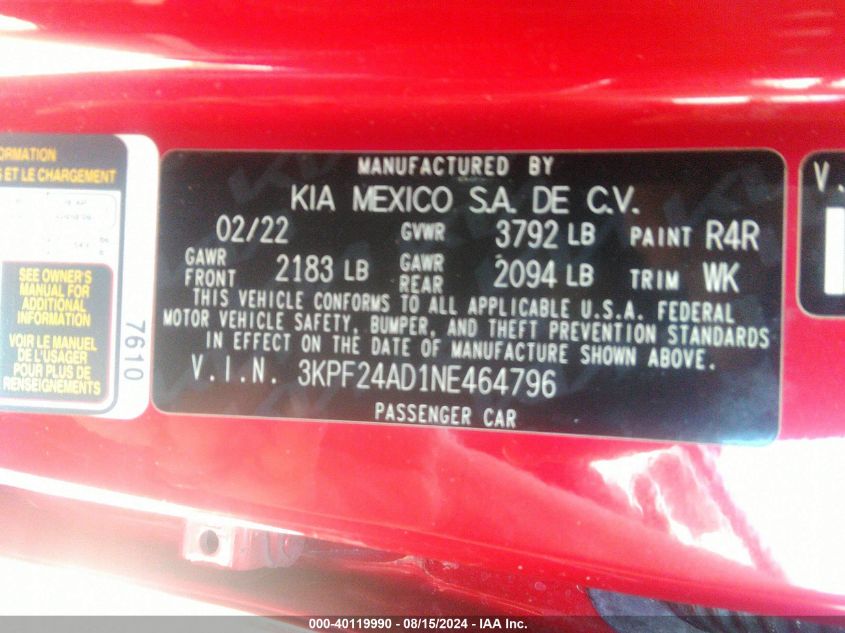 ORMATION
S ET LE CHARGEMENT
SEE OWNER'S
MANUAL FOR
ADDITIONAL
INFORMATION
VOIR LE MANUEL
DE L'USAGER
POUR PLUS DE
RENSEIGNEMENTS
7610
MANUFACTURED BY
KIA MEXICO S.A. DE C.V.
02/22 GVWR 3792 LB PAINT R4R
GAWR FRONT 2183 LB GAWR REAR 2094 LB TRIM WK
THIS VEHICLE CONFORMS TO ALL APPLICABLE U.S.A. FEDERAL
MOTOR VEHICLE SAFETY, BUMPER, AND THEFT PREVENTION STANDARDS
IN EFFECT ON THE DATE OF MANUFACTURE SHOWN ABOVE.
V.I.N. 3KPF24AD1NE464796
PASSENGER CAR
V.
000-40119990 - 08/15/2024 - IAA Inc.